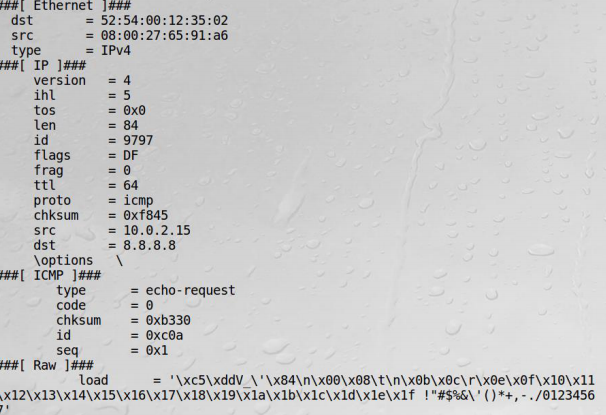 ###[ Ethernet ]###
dst = 52:54:00:12:35:02
src = 08:00:27:65:91:a6
type = IPv4
###[ IP ]###
version = 4
ihl = 5
tos = 0x0
len = 84
id = 9797
flags = DF
frag = 0
ttl = 64
proto = icmp
chksum = 0xf845
src = 10.0.2.15
dst = 8.8.8.8
\options \
###[ ICMP ]###
type = echo-request
code = 0
chksum = 0xb330
id = 0xc0a
seq = 0x1
###[ Raw ]###
load = '\xc5\xddV_\'\x84\n\x00\x08\t\n\x0b\x0c\r\x0e\x0f\x10\x11
\x12\x13\x14\x15\x16\x17\x18\x19\x1a\x1b\x1c\x1d\x1e\x1f !"#$%&\'()*+,-./0123456
7'